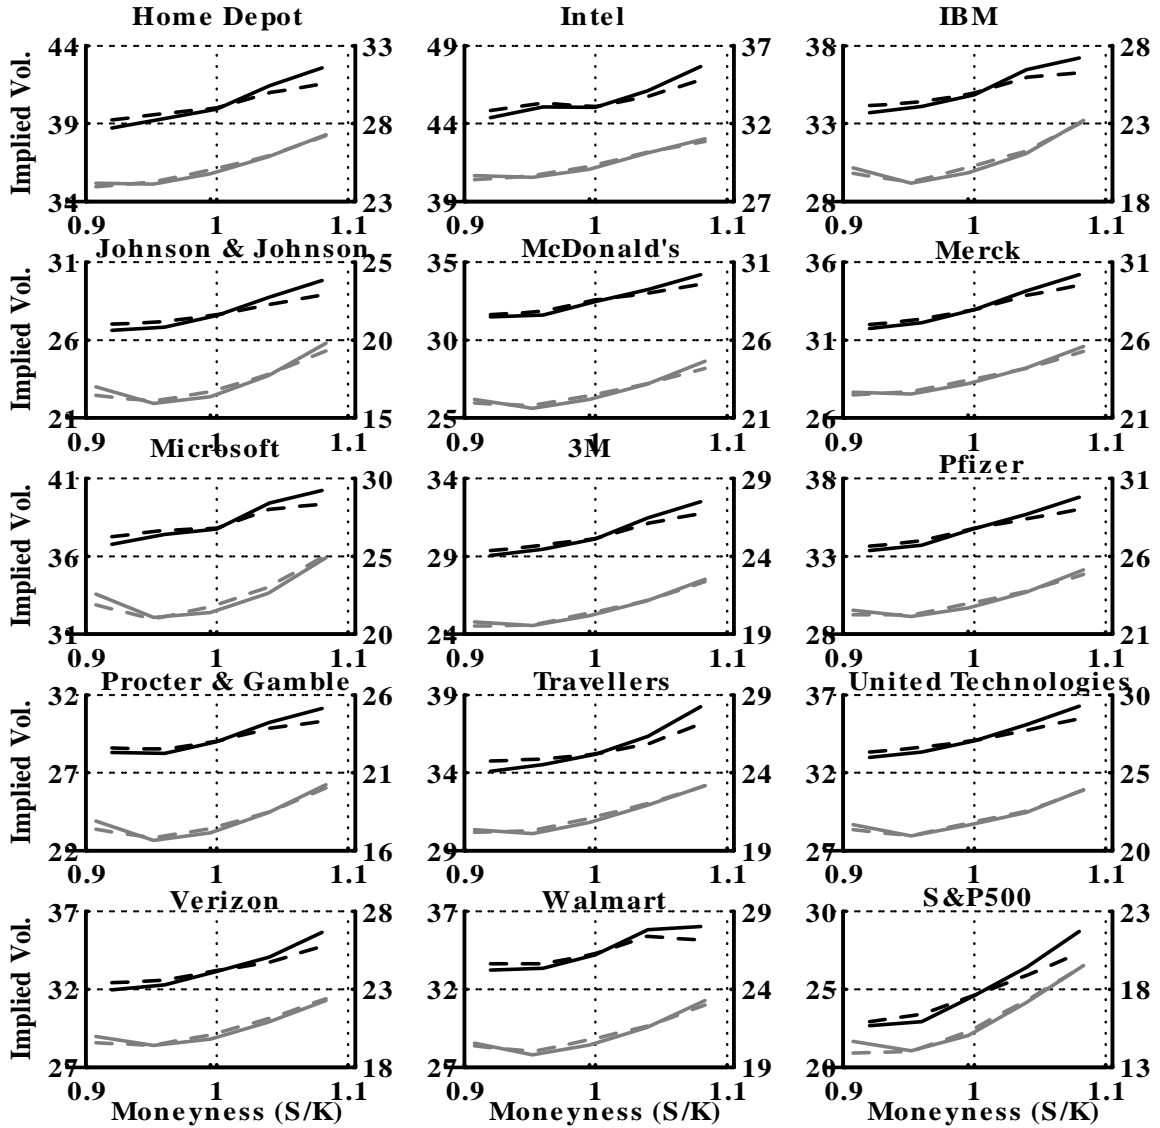 Home Depot Intel IBM
44 33 49 37 38 28
Implied Vol.
39 28 44 32 33 23
34 23 39 27 28 18
0.9 1 1.1 0.9 1 1.1 0.9 1 1.1
Johnson & Johnson McDonald's Merck
31 25 35 31 36 31
Implied Vol.
26 20 30 26 31 26
21 15 25 21 26 21
0.9 1 1.1 0.9 1 1.1 0.9 1 1.1
Microsoft 3M Pfizer
41 30 34 29 38 31
Implied Vol.
36 25 29 24 33 26
31 20 24 19 28 21
0.9 1 1.1 0.9 1 1.1 0.9 1 1.1
Procter & Gamble Travellers United Technologies
32 26 39 29 37 30
Implied Vol.
27 21 34 24 32 25
22 16 29 19 27 20
0.9 1 1.1 0.9 1 1.1 0.9 1 1.1
Verizon Walmart S&P500
37 28 37 29 30 23
Implied Vol.
32 23 32 24 25 18
27 18 27 19 20 13
0.9 1 1.1 0.9 1 1.1 0.9 1 1.1
Moneyness (S/K) Moneyness (S/K) Moneyness (S/K)